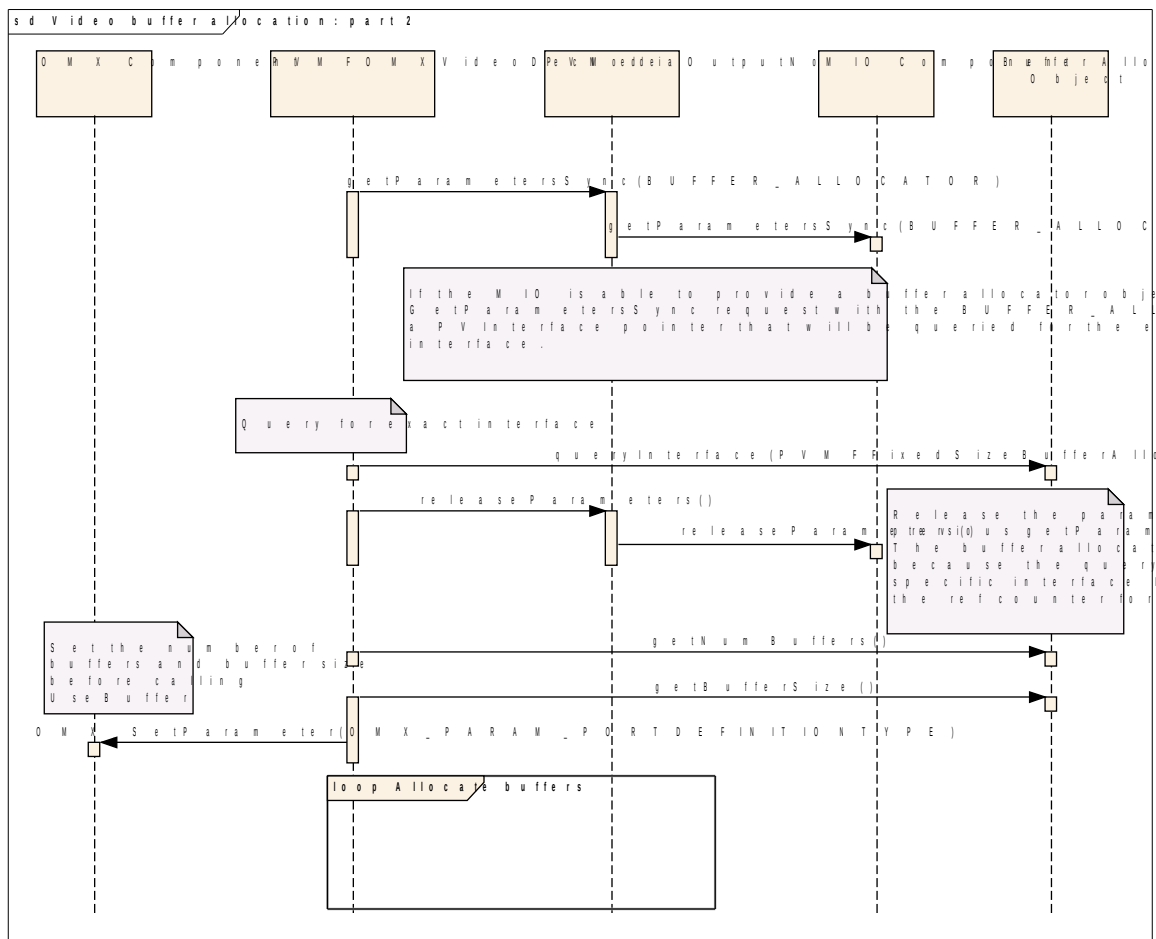 sd Video buffer allocation: part 2
OMX Component
PVMFOMXVideoDecNode
PVMediaOutputNode
MIO Component
Buffer Allo
Object
getParametersSync(BUFFER_ALLOCATOR)
getParametersSync(BUFFER_ALLOC
If the MIO is able to provide a buffer allocator obje
GetParametersSync request with the BUFFER_ALL
a PVInterface pointer that will be queried for the e
interface.
Query for exact interface
queryInterface(PVMFFixedSizeBufferAllo
releaseParameters()
Release the param
releaseParameters()
previous getParam
The buffer allocat
because the query
specific interface
the refcounter for
getNumBuffers()
Set the number of
buffers and buffer size
before calling
UseBuffer
getBufferSize()
OMX_SetParameter(OMX_PARAM_PORTDEFINITIONTYPE)
loop Allocate buffers